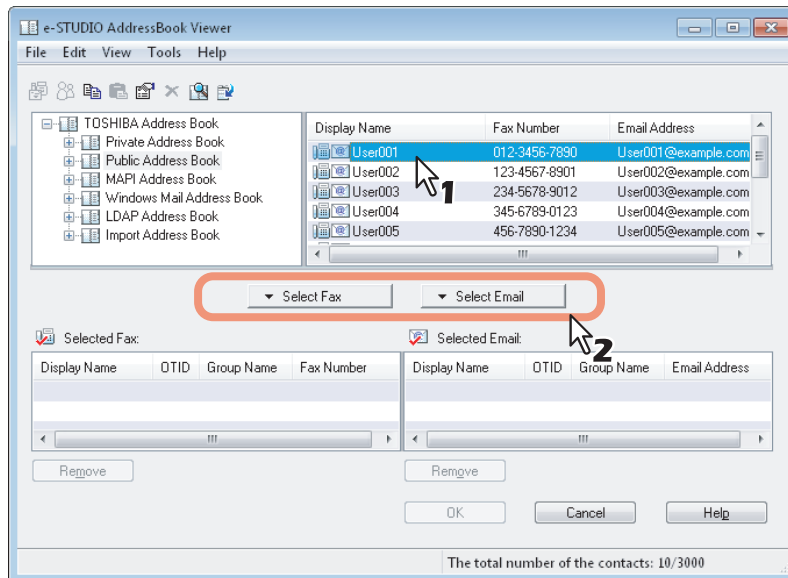 e-STUDIO AddressBook Viewer
File Edit View Tools Help
TOSHIBA Address Book
Private Address Book
Public Address Book
MAPI Address Book
Windows Mail Address Book
LDAP Address Book
Import Address Book
Display Name Fax Number Email Address
User001 012-3456-7890 User001@example.com
User002 123-4567-8901 User002@example.com
User003 234-5678-9012 User003@example.com
User004 345-6789-0123 User004@example.com
User005 456-7890-1234 User005@example.com
1
Select Fax Select Email
2
Selected Fax: Selected Email:
Display Name OTID Group Name Fax Number Display Name OTID Group Name Email Address
Remove Remove
OK Cancel Help
The total number of the contacts: 10/3000